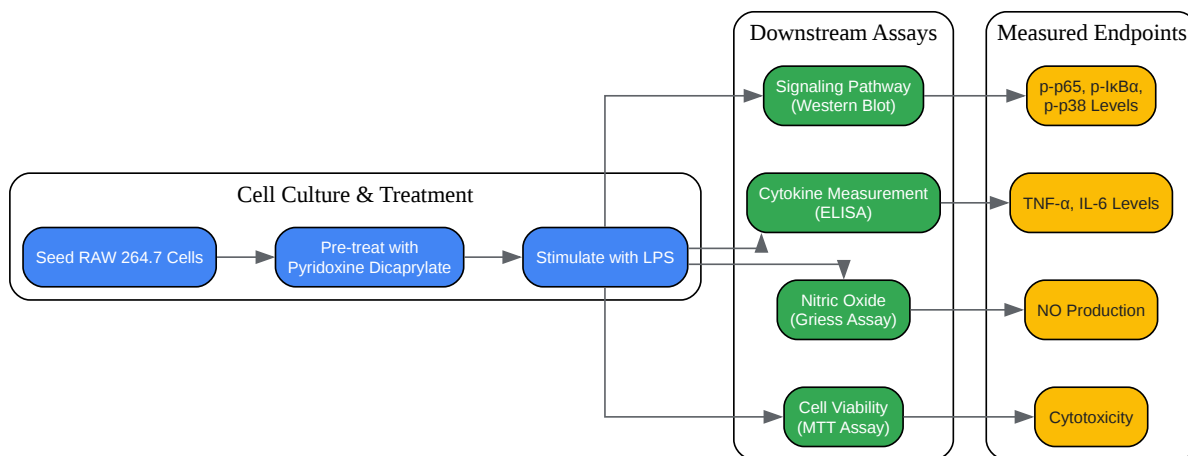 Downstream Assays
Measured Endpoints
Signaling Pathway
(Western Blot)
p-p65, p-IκBα,
p-p38 Levels
Cell Culture & Treatment
Cytokine Measurement
(ELISA)
TNF-α, IL-6 Levels
Seed RAW 264.7 Cells
Pre-treat with
Pyridoxine Dicaprylate
Stimulate with LPS
Nitric Oxide
(Griess Assay)
NO Production
Cell Viability
(MTT Assay)
Cytotoxicity